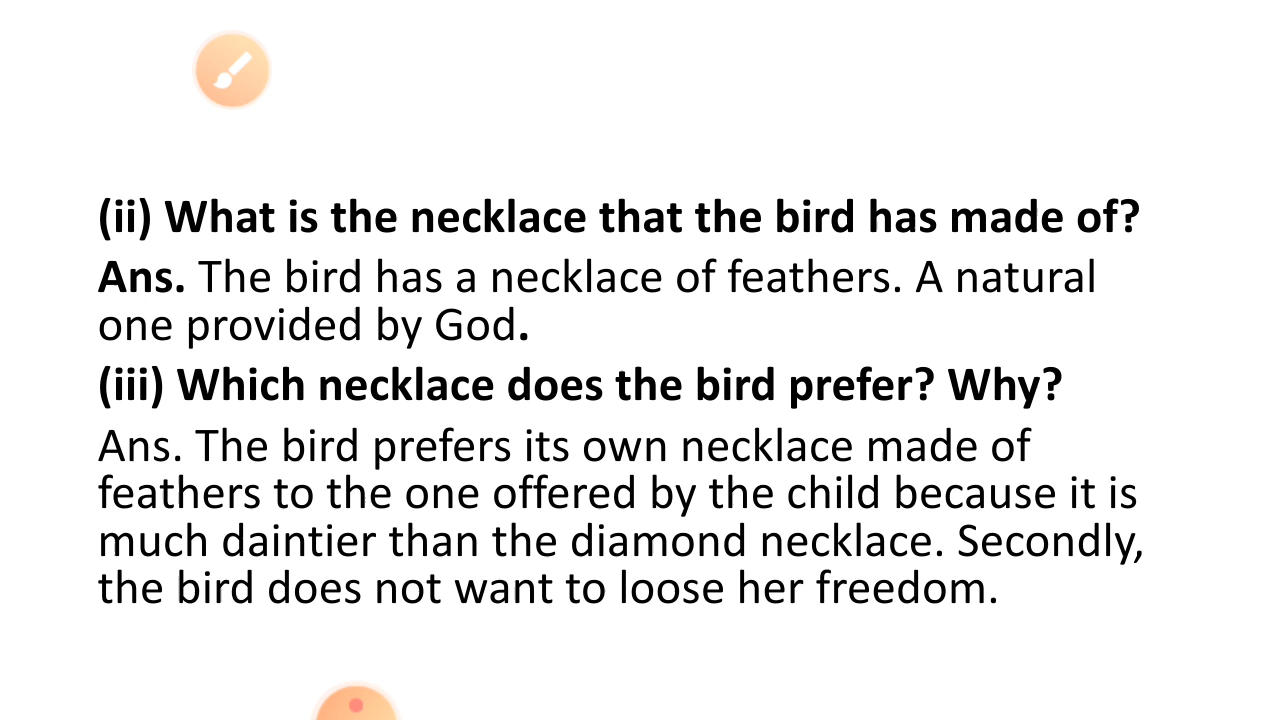 (ii) What is the necklace that the bird has made of?
Ans. The bird has a necklace of feathers. A natural
one provided by God.
(iii) Which necklace does the bird prefer? Why?
Ans. The bird prefers its own necklace made of
feathers to the one offered by the child because it is
much daintier than the diamond necklace. Secondly,
the bird does not want to loose her freedom.